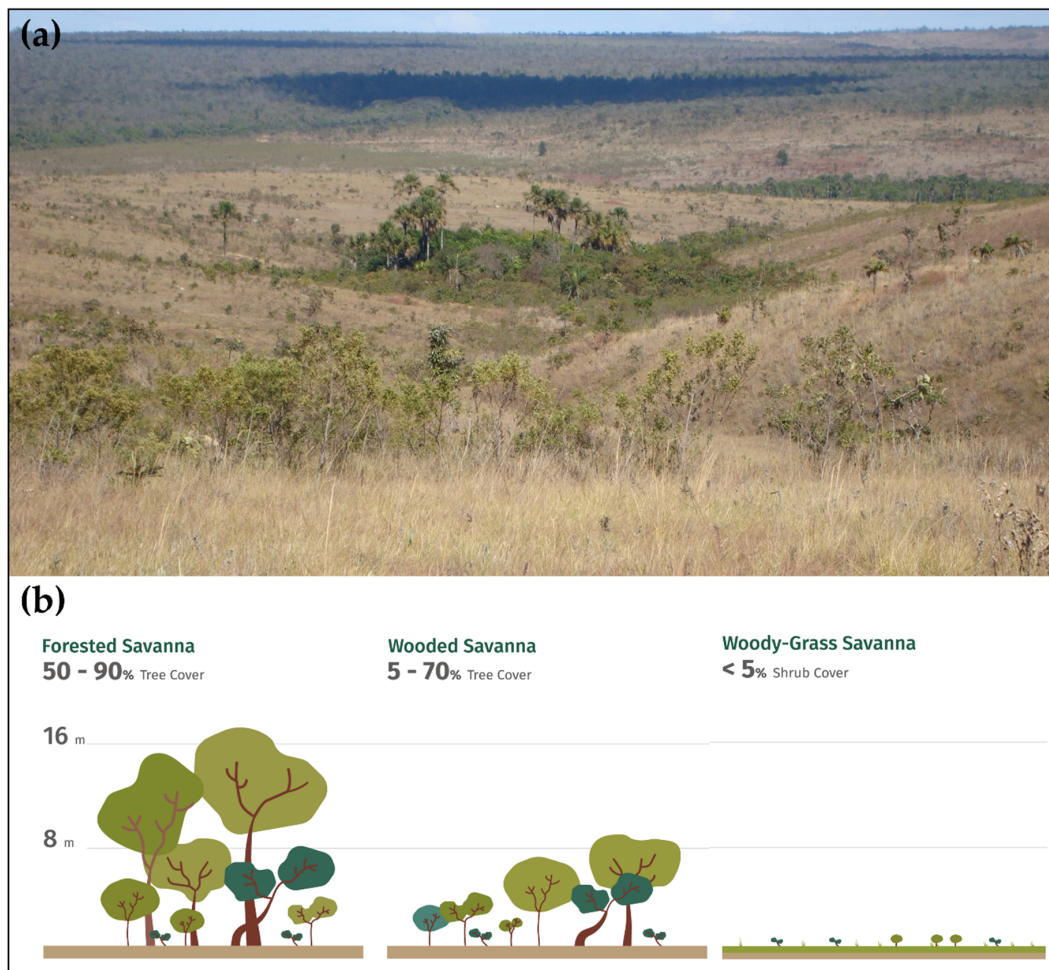 (a)
(b)
Forested Savanna
50 - 90% Tree Cover
Wooded Savanna
5 - 70% Tree Cover
Woody-Grass Savanna
< 5% Shrub Cover
16 m
8 m